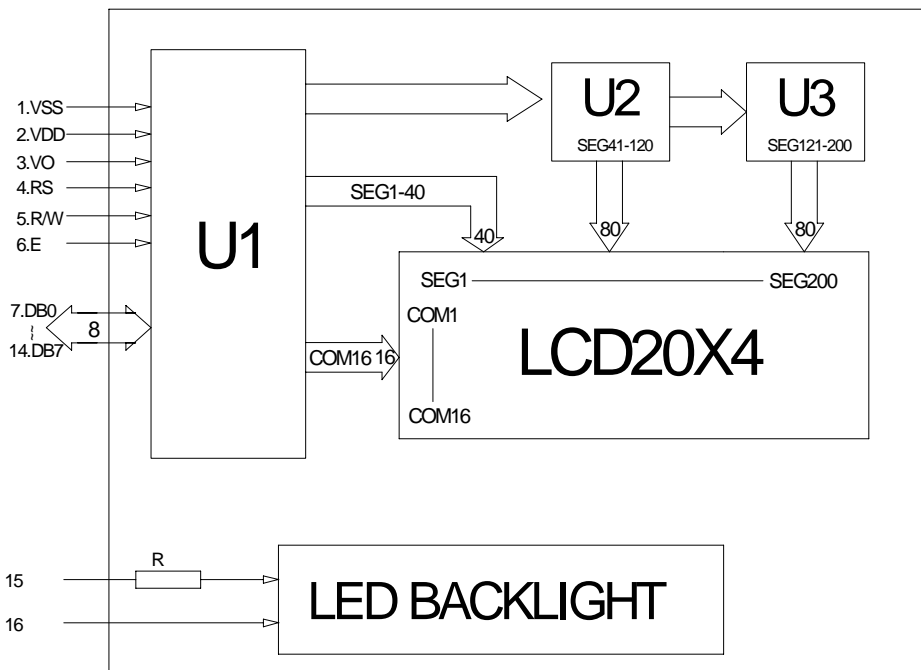 1.VSS
2.VDD
3.VO
4.RS
5.R/W
6.E
7.DB0
~
14.DB7
8
U1
U2
SEG41-120
U3
SEG121-200
SEG1-40
40
80
80
SEG1
SEG200
COM1
COM16
COM16 16
LCD20X4
15
R
16
LED BACKLIGHT